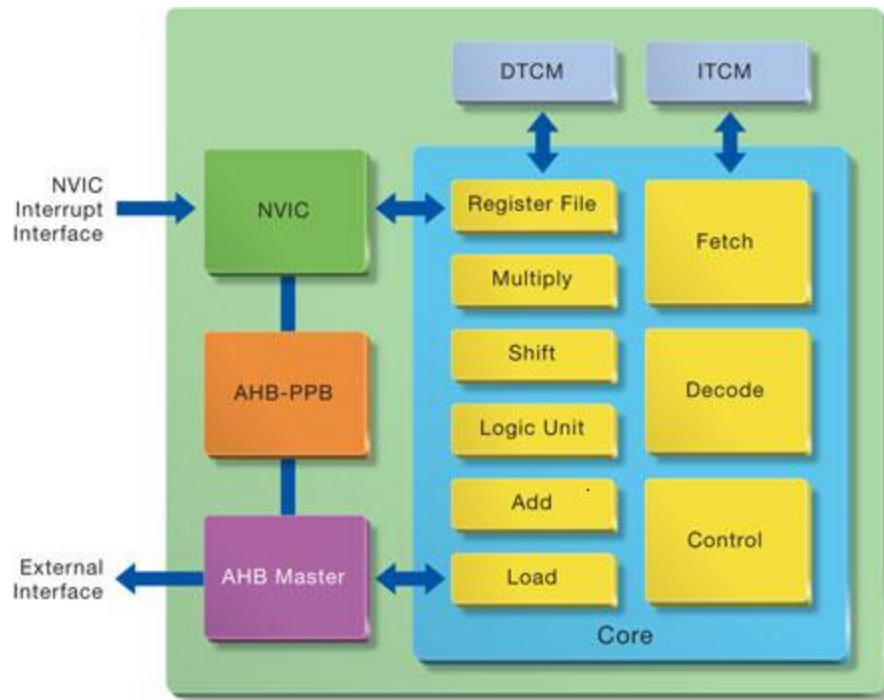 DTCM
ITCM
NVIC
Interrupt
Interface
NVIC
Register File
Fetch
Multiply
Shift
AHB-PPB
Decode
Logic Unit
Add
Control
External
Interface
AHB Master
Load
Core